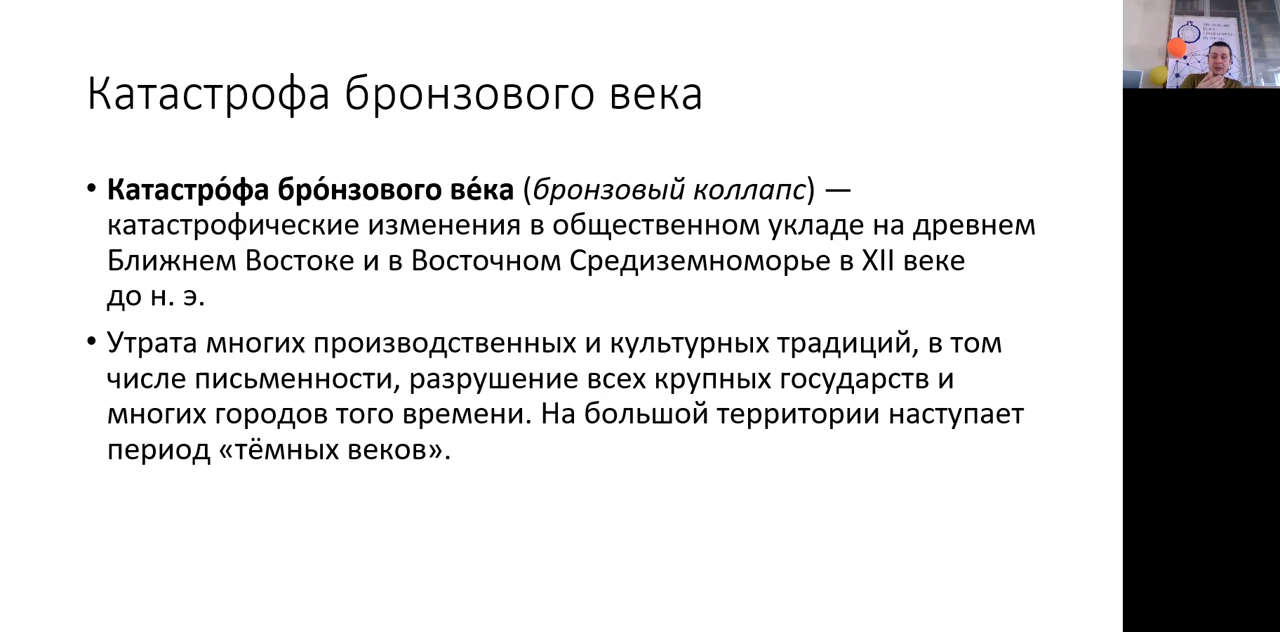 Катастрофа бронзового века
• Катастро́фа бро́нзового ве́ка (бронзовый коллапс) —
катастрофические изменения в общественном укладе на древнем
Ближнем Востоке и в Восточном Средиземноморье в XII веке
до н. э.
• Утрата многих производственных и культурных традиций, в том
числе письменности, разрушение всех крупных государств и
многих городов того времени. На большой территории наступает
период «тёмных веков».